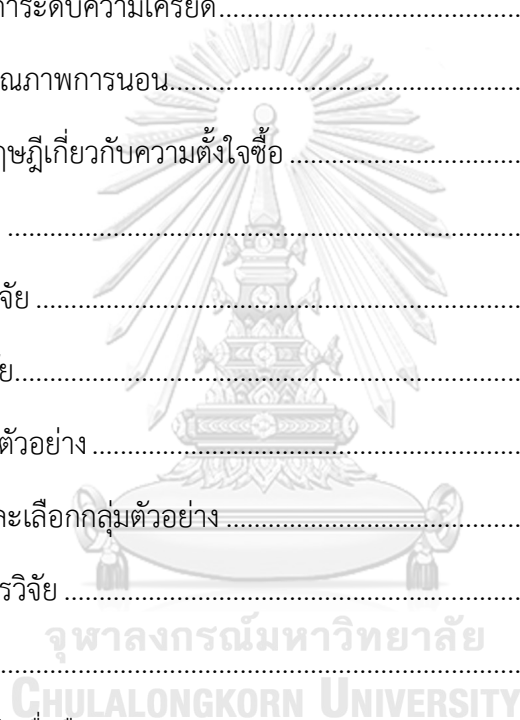 ารระดับความเครียด
ณภาพการนอน
ฤษฎีเกี่ยวกับความตั้งใจซื้อ
จัย
ัย
ตัวอย่าง
ละเลือกกลุ่มตัวอย่าง
รวิจัย
จุฬาลงกรณ์มหาวิทยาลัย
CHULALONGKORN UNIVERSITY